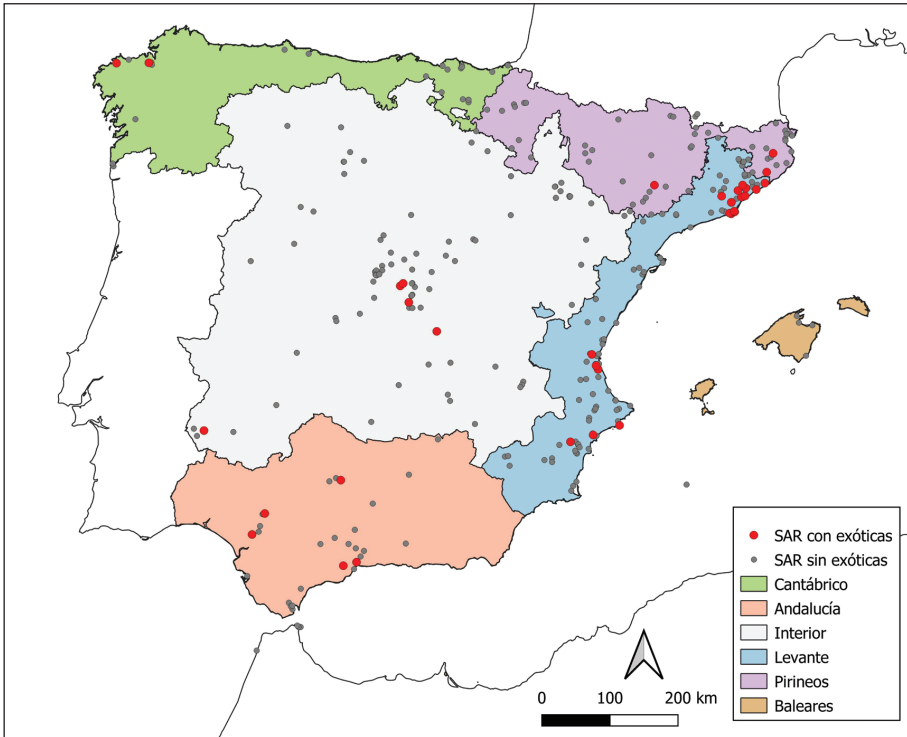 SAR con exóticas
SAR sin exóticas
Cantábrico
Andalucía
Interior
Levante
Pirineos
Baleares
0 100 200 km